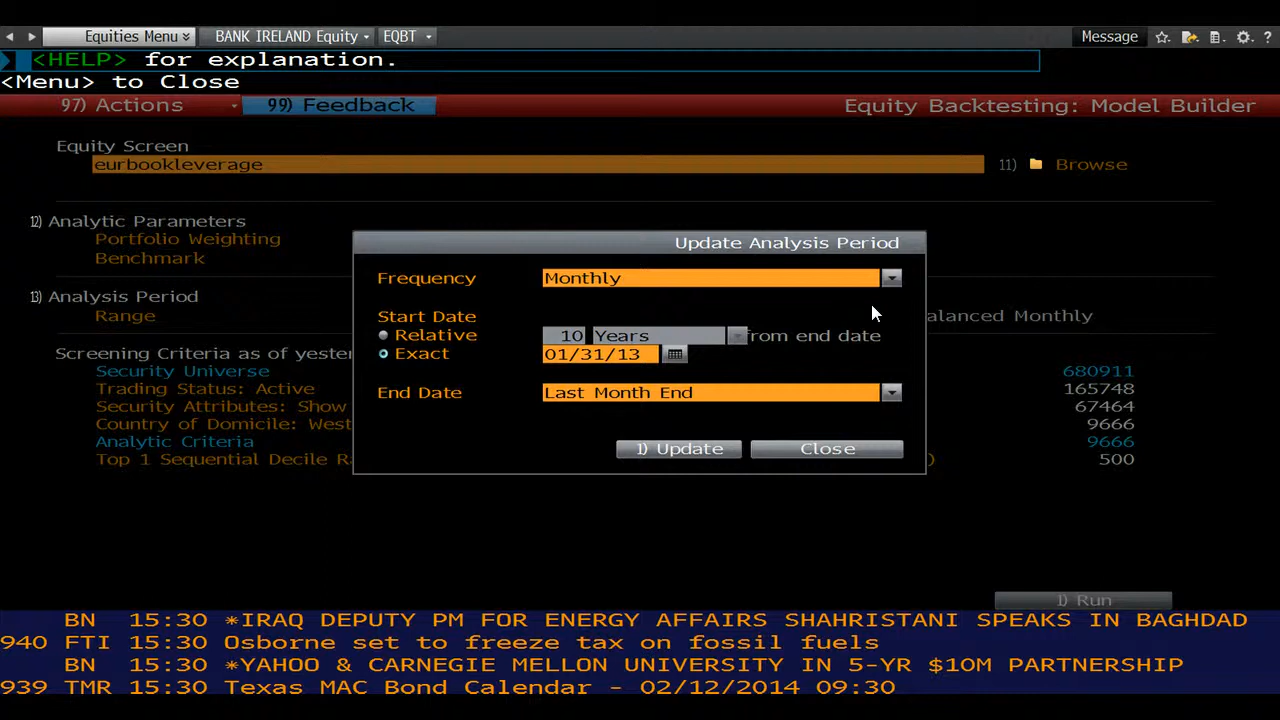 Equities Menu BANK IRELAND Equity EQBT Message ?
<HELP> for explanation.
<Menu> to Close
97) Actions 99) Feedback Equity Backtesting: Model Builder
Equity Screen
eurbookleverage 11) Browse
12) Analytic Parameters
Portfolio Weighting
Benchmark
Update Analysis Period
Frequency Monthly
13) Analysis Period
Range
alanced Monthly
Start Date
Relative 10 Years from end date
Exact 01/31/13
End Date Last Month End
1) Update Close
Screening Criteria as of yester
Security Universe 680911
Trading Status: Active 165748
Security Attributes: Show 67464
Country of Domicile: West 9666
Analytic Criteria 9666
Top 1 Sequential Decile Ra ) 500
1) Run
BN 15:30 *IRAQ DEPUTY PM FOR ENERGY AFFAIRS SHAHRISTANI SPEAKS IN BAGHDAD
940 FTI 15:30 Osborne set to freeze tax on fossil fuels
BN 15:30 *YAHOO & CARNEGIE MELLON UNIVERSITY IN 5-YR $10M PARTNERSHIP
939 TMR 15:30 Texas MAC Bond Calendar - 02/12/2014 09:30